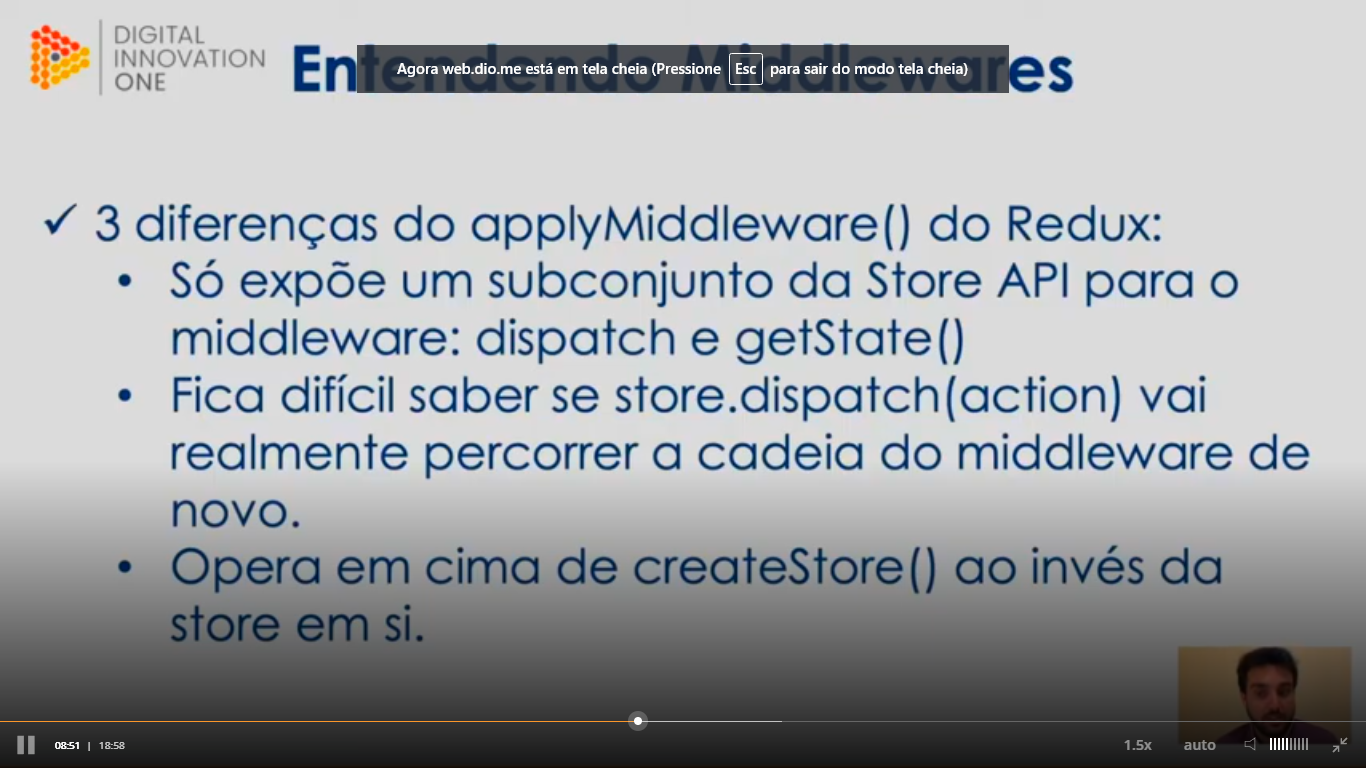 DIGITAL
INNOVATION
ONE
Entendendo Middlewares
Agora web.dio.me está em tela cheia (Pressione Esc para sair do modo tela cheia)
✓ 3 diferenças do applyMiddleware() do Redux:
• Só expõe um subconjunto da Store API para o
middleware: dispatch e getState()
• Fica difícil saber se store.dispatch(action) vai
realmente percorrer a cadeia do middleware de
novo.
• Opera em cima de createStore() ao invés da
store em si.
08:51 | 18:58
1.5x auto